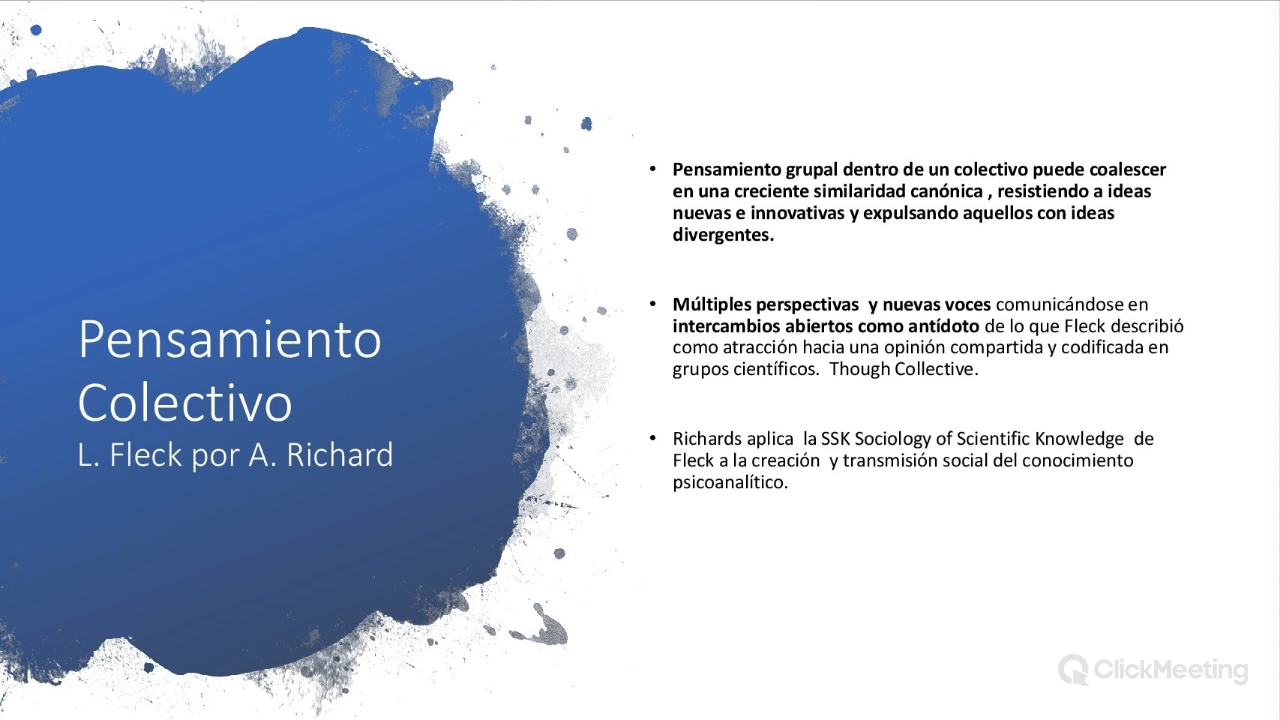 Pensamiento
Colectivo
L. Fleck por A. Richard
• Pensamiento grupal dentro de un colectivo puede coalescer
en una creciente similaridad canónica , resistiendo a ideas
nuevas e innovativas y expulsando aquellos con ideas
divergentes.
• Múltiples perspectivas  y nuevas voces comunicándose en
intercambios abiertos como antídoto de lo que Fleck describió
como atracción hacia una opinión compartida y codificada en
grupos científicos.  Though Collective.
• Richards aplica  la SSK Sociology of Scientific Knowledge  de
Fleck a la creación  y transmisión social del conocimiento
psicoanalítico.
ClickMeeting